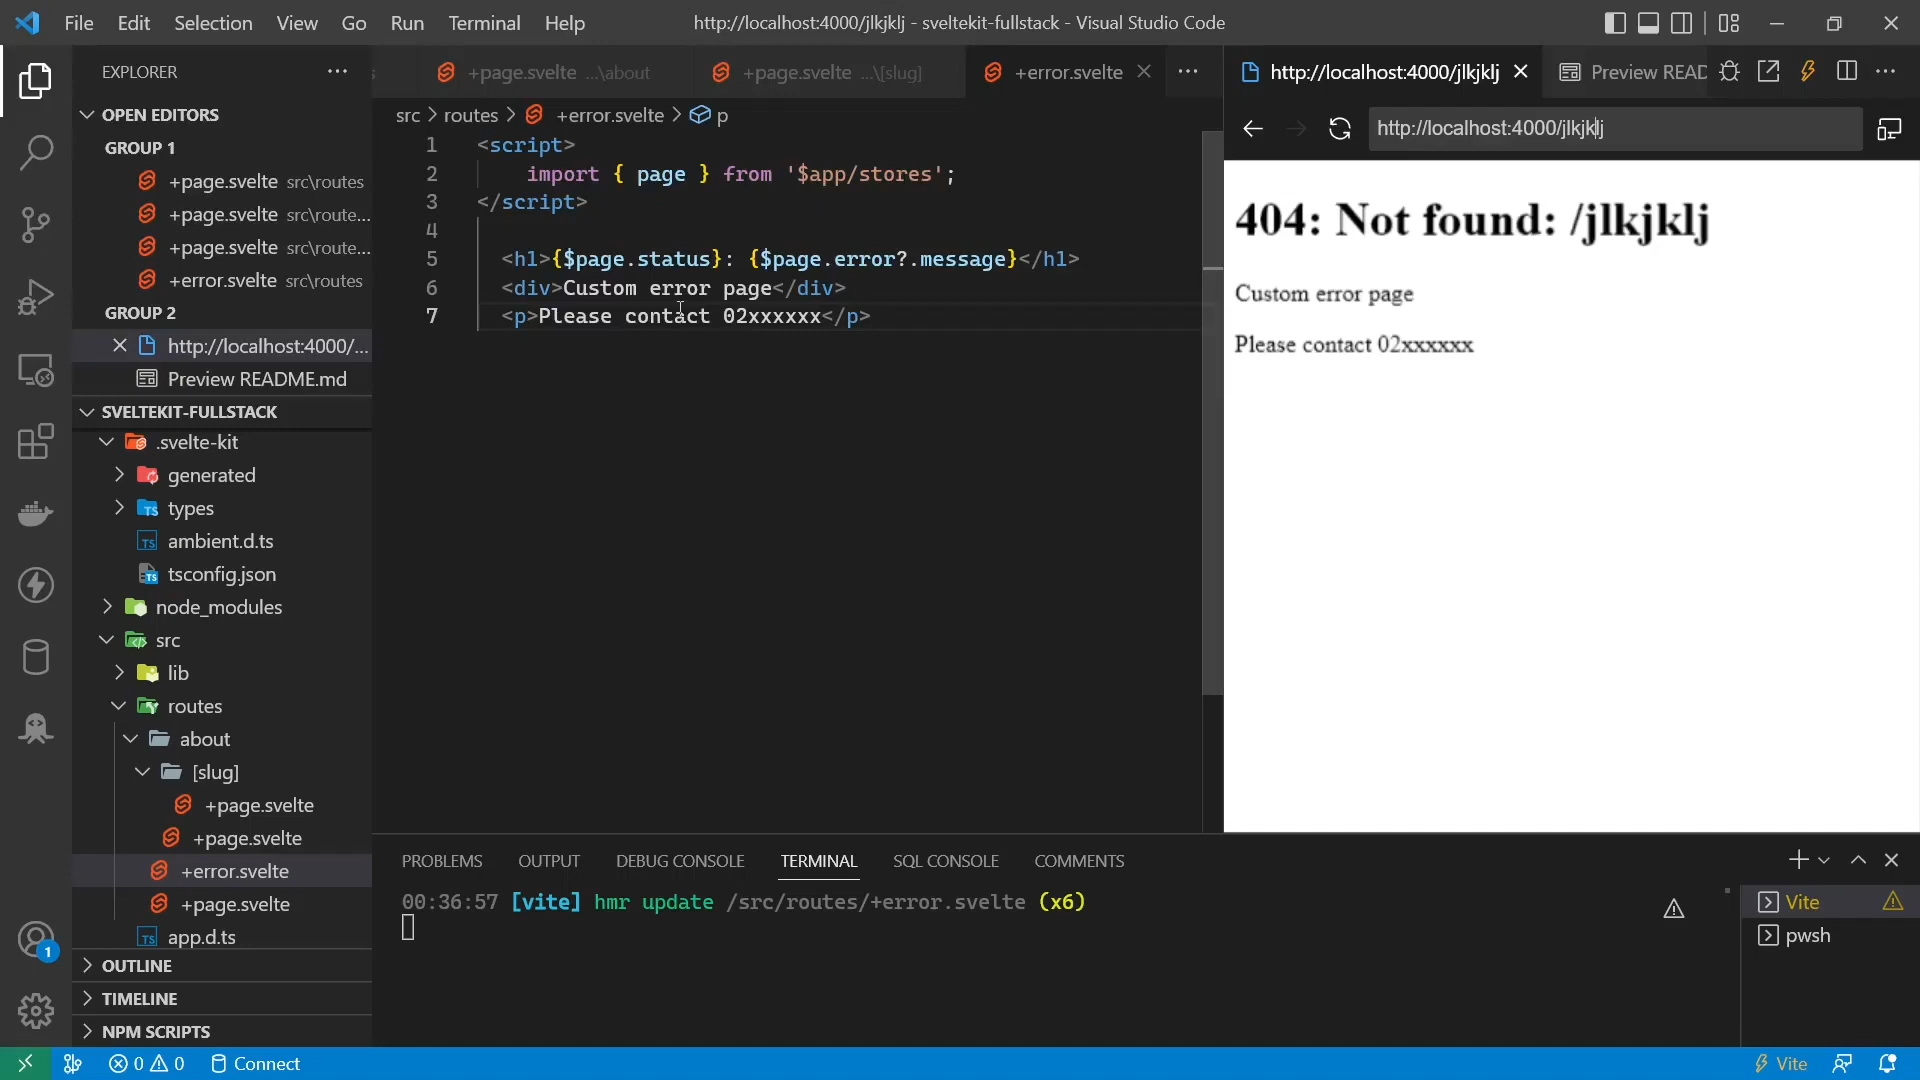 File Edit Selection View Go Run Terminal Help
http://localhost:4000/jlkjklj - sveltekit-fullstack - Visual Studio Code
EXPLORER
OPEN EDITORS
GROUP 1
+page.svelte src\routes
+page.svelte src\route...
+page.svelte src\route...
+error.svelte src\routes
GROUP 2
http://localhost:4000/...
Preview README.md
SVELTEKIT-FULLSTACK
.svelte-kit
generated
types
ambient.d.ts
tsconfig.json
node_modules
src
lib
routes
about
[slug]
+page.svelte
+page.svelte
+error.svelte
+page.svelte
app.d.ts
OUTLINE
TIMELINE
NPM SCRIPTS
+page.svelte ...\about
+page.svelte ...\[slug]
+error.svelte
src > routes > +error.svelte > p
1 <script>
2 import { page } from '$app/stores';
3 </script>
4
5 <h1>{$page.status}: {$page.error?.message}</h1>
6 <div>Custom error page</div>
7 <p>Please contact 02xxxxxx</p>
http://localhost:4000/jlkjklj
Preview READ
http://localhost:4000/jlkjklj
404: Not found: /jlkjklj
Custom error page
Please contact 02xxxxxx
PROBLEMS OUTPUT DEBUG CONSOLE TERMINAL SQL CONSOLE COMMENTS
00:36:57 [vite] hmr update /src/routes/+error.svelte (x6)
Vite
pwsh
1
0 0 Connect
Vite